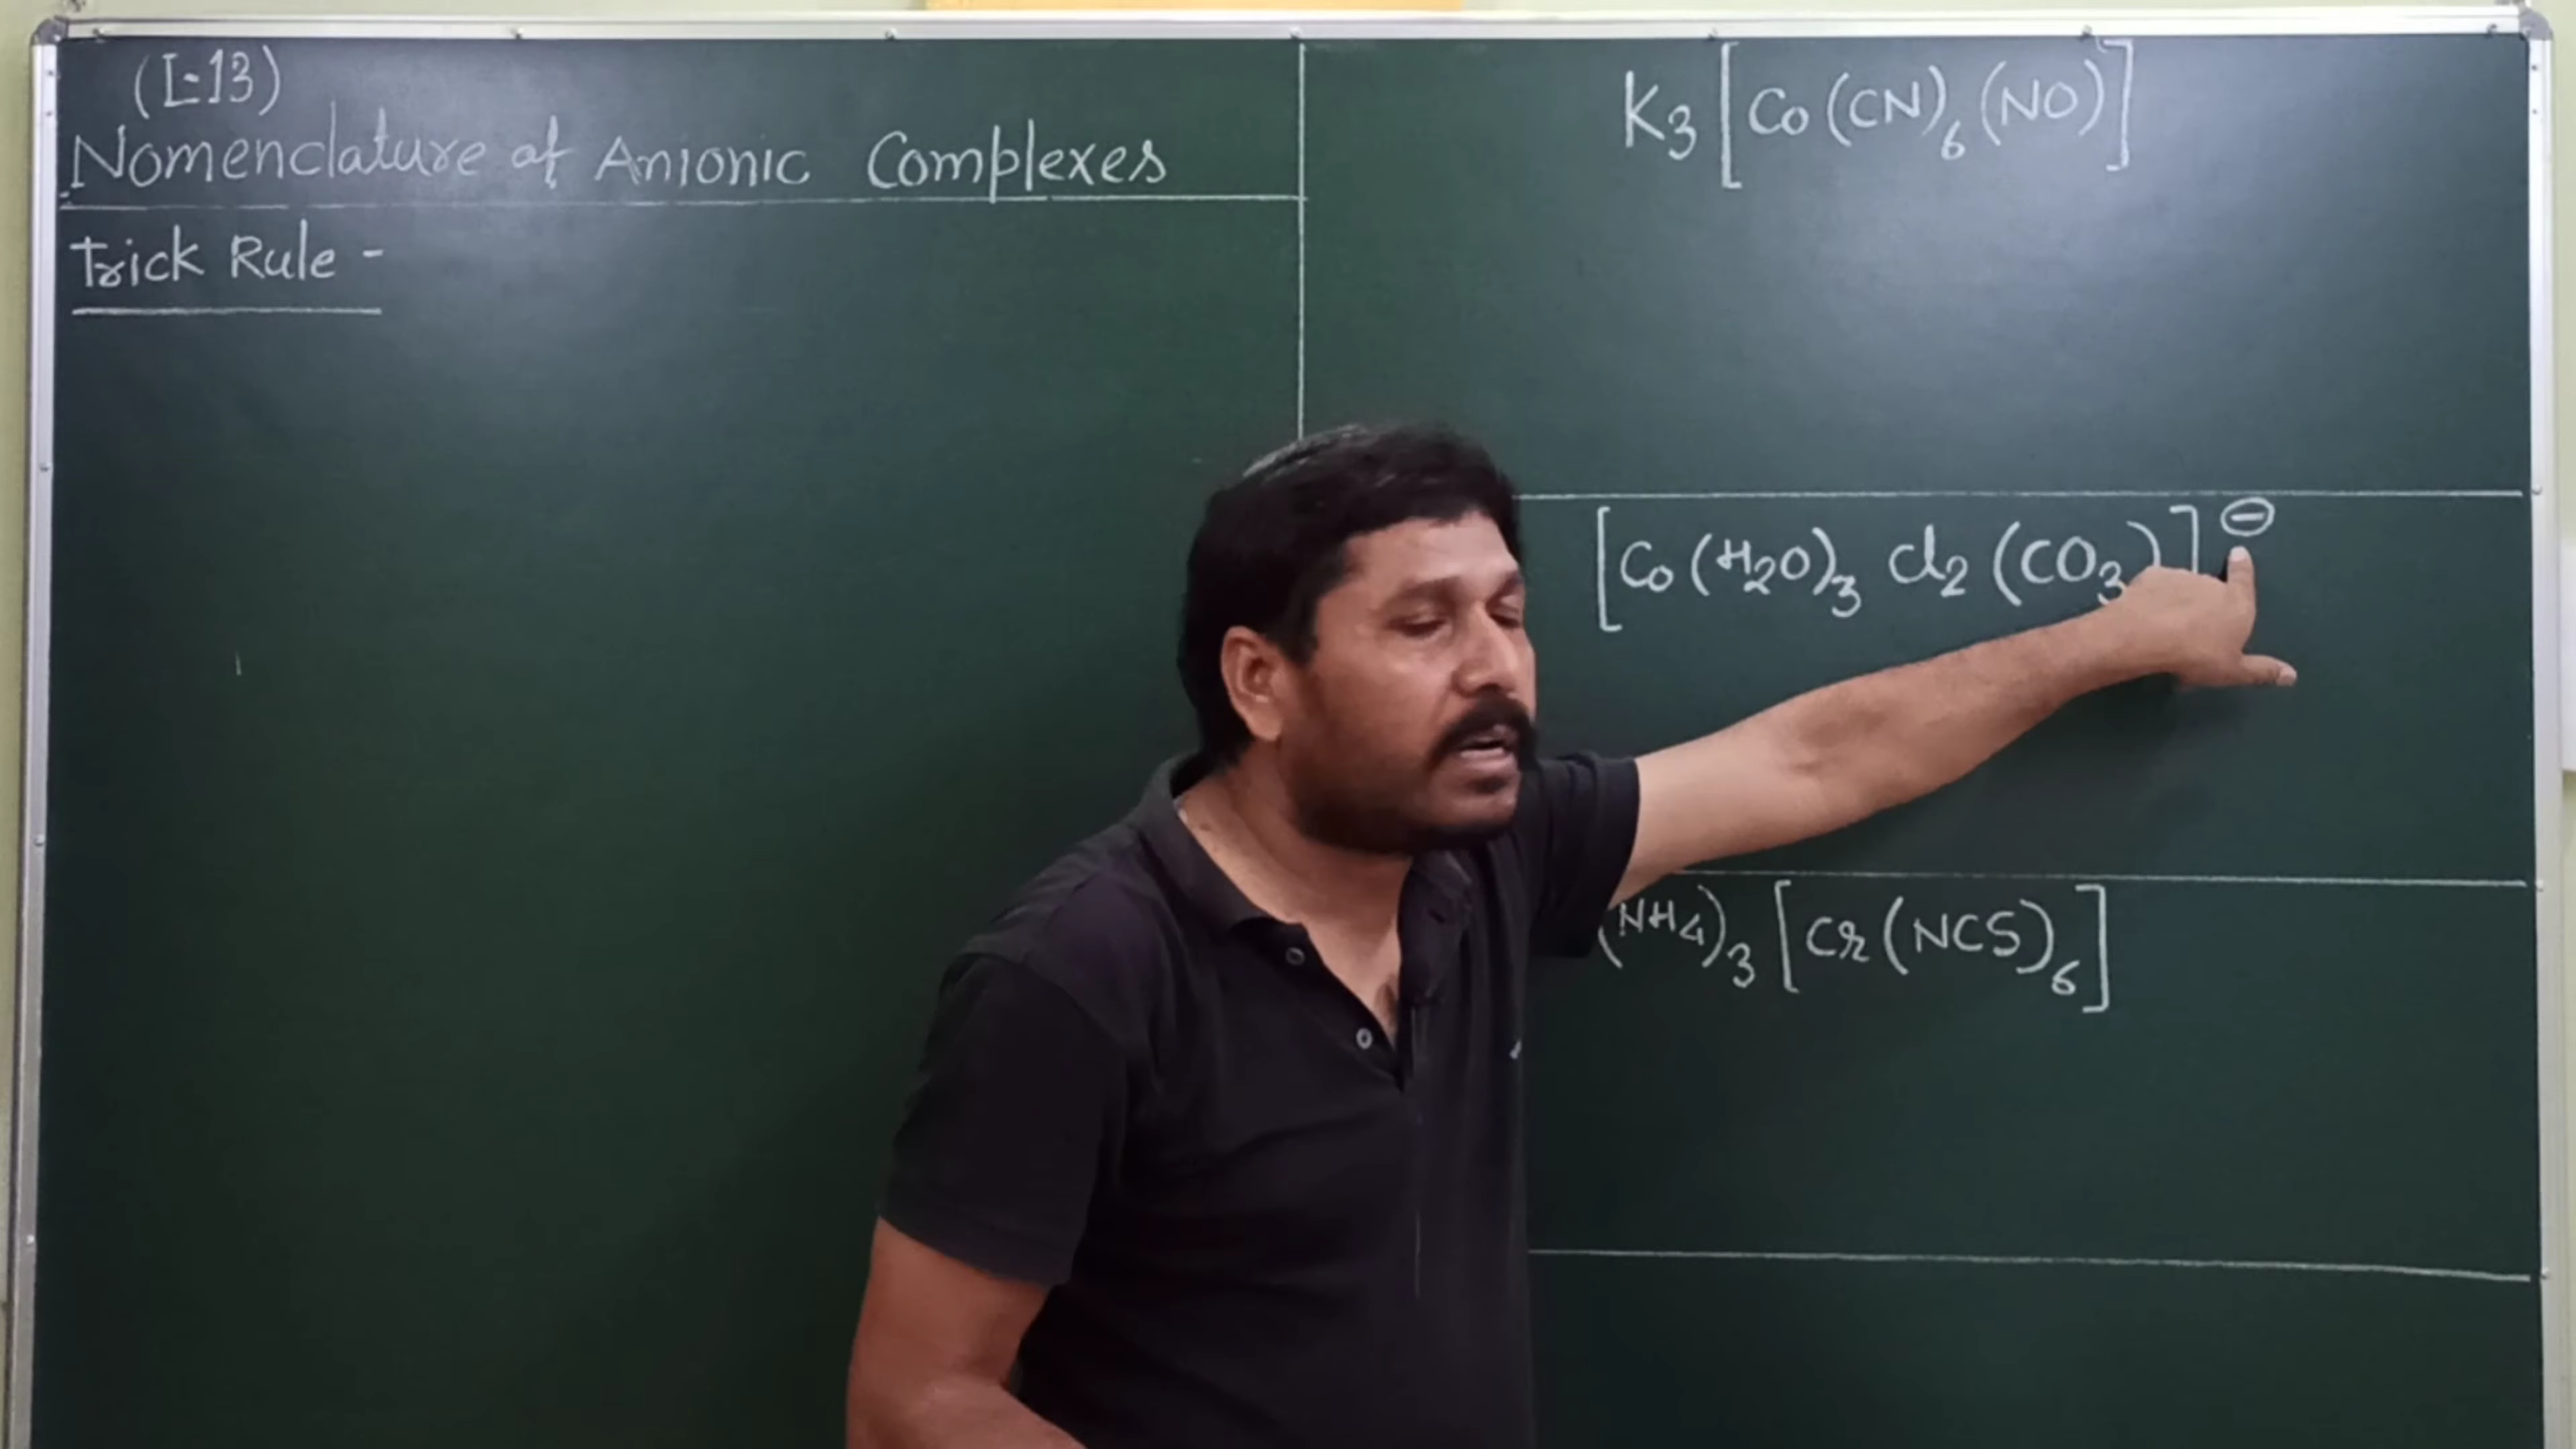 (L-13)
Nomenclature of Anionic Complexes
Trick Rule -
K3[Co(CN)6(NO)]
[Co(H2O)3 Cl2(CO3)]⊖
(NH4)3[Cr(NCS)6]